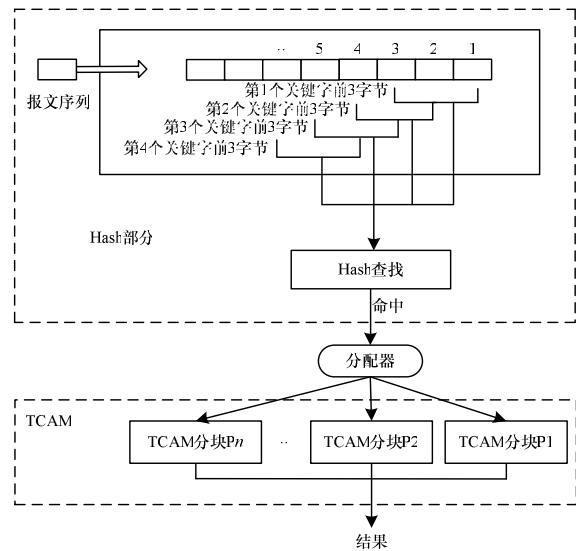 ·· 5 4 3 2 1
报文序列
第1个关键字前3字节
第2个关键字前3字节
第3个关键字前3字节
第4个关键字前3字节
Hash部分
Hash查找
命中
分配器
TCAM
TCAM分块Pn ·· TCAM分块P2 TCAM分块P1
结果